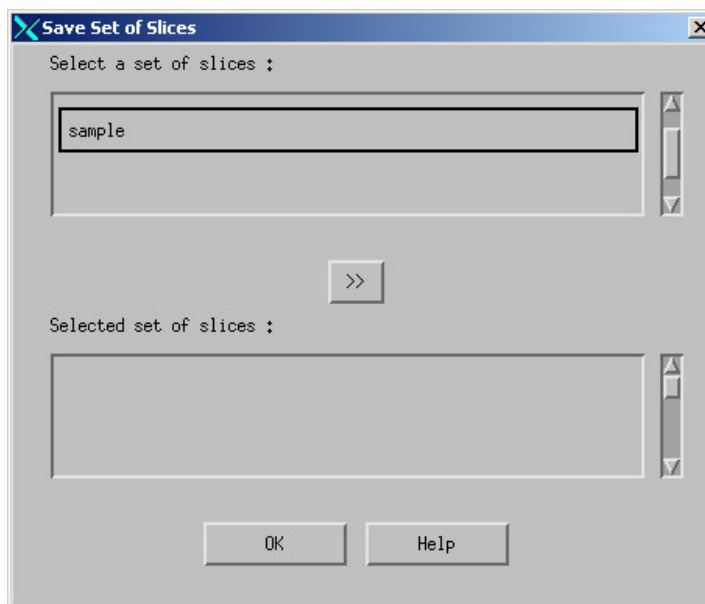 Save Set of Slices
Select a set of slices :
sample
>>
Selected set of slices :
OK
Help